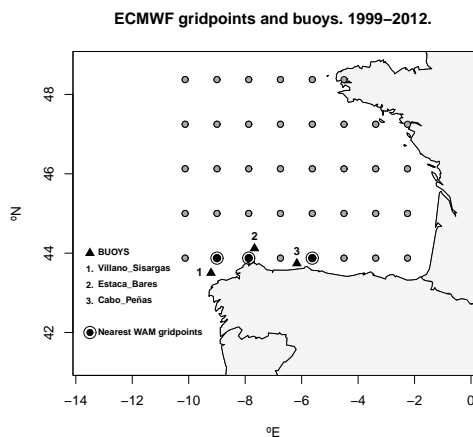 ECMWF gridpoints and buoys. 1999−2012.
48
46
44
42
ºN
2
3
1
BUOYS
1. Villano_Sisargas
2. Estaca_Bares
3. Cabo_Peñas
Nearest WAM gridpoints
−14 −12 −10 −8 −6 −4 −2 0
ºE